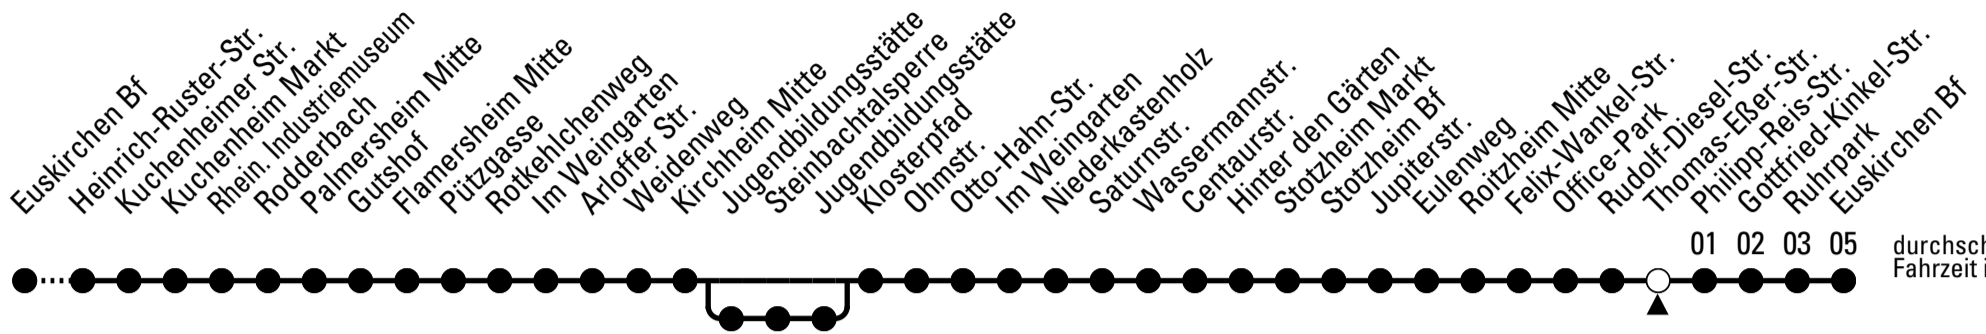 Euskirchen Bf
Heinrich-Ruster-Str.
Kuchenheimer Str.
Kuchenheim Markt
Rhein. Industriemuseum
Rodderbach
Palmersheim Mitte
Gutshof
Flamersheim Mitte
Pützgasse
Rotkehlchenweg
Im Weingarten
Arloffer Str.
Weidenweg
Kirchheim Mitte
Jugendbildungsstätte
Steinbachtalsperre
Jugendbildungsstätte
Klosterpfad
Ohmstr.
Otto-Hahn-Str.
Im Weingarten
Niederkastenholz
Saturnstr.
Wassermannstr.
Centaurstr.
Hinter den Gärten
Stotzheim Markt
Stotzheim Bf
Jupiterstr.
Eulenweg
Roitzheim Mitte
Felix-Wankel-Str.
Office-Park
Rudolf-Diesel-Str.
Thomas-Eßer-Str.
Philipp-Reis-Str.
Gottfried-Kinkel-Str.
Ruhrpark
Euskirchen Bf
01 02 03 05
durchsch
Fahrzeit i